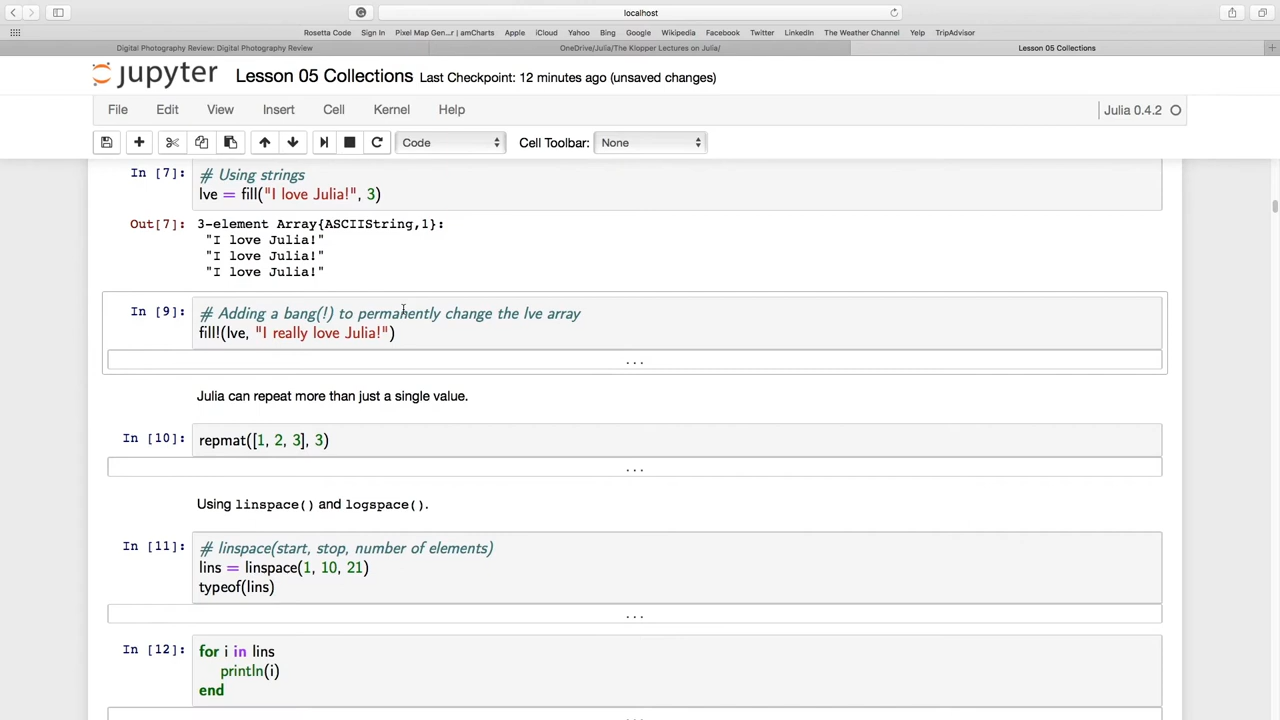 localhost
Rosetta Code Sign In Pixel Map Gen...r | amCharts Apple iCloud Yahoo Bing Google Wikipedia Facebook Twitter LinkedIn The Weather Channel Yelp TripAdvisor
Digital Photography Review: Digital Photography Review OneDrive/Julia/The Klopper Lectures on Julia/ Lesson 05 Collections
jupyter Lesson 05 Collections Last Checkpoint: 12 minutes ago (unsaved changes)
File Edit View Insert Cell Kernel Help Julia 0.4.2
Code Cell Toolbar: None
In [7]: # Using strings
lve = fill("I love Julia!", 3)
Out[7]: 3-element Array{ASCIIString,1}:
"I love Julia!"
"I love Julia!"
"I love Julia!"
In [9]: # Adding a bang(!) to permanently change the lve array
fill!(lve, "I really love Julia!")
...
Julia can repeat more than just a single value.
In [10]: repmat([1, 2, 3], 3)
...
Using linspace() and logspace().
In [11]: # linspace(start, stop, number of elements)
lins = linspace(1, 10, 21)
typeof(lins)
...
In [12]: for i in lins
println(i)
end
...